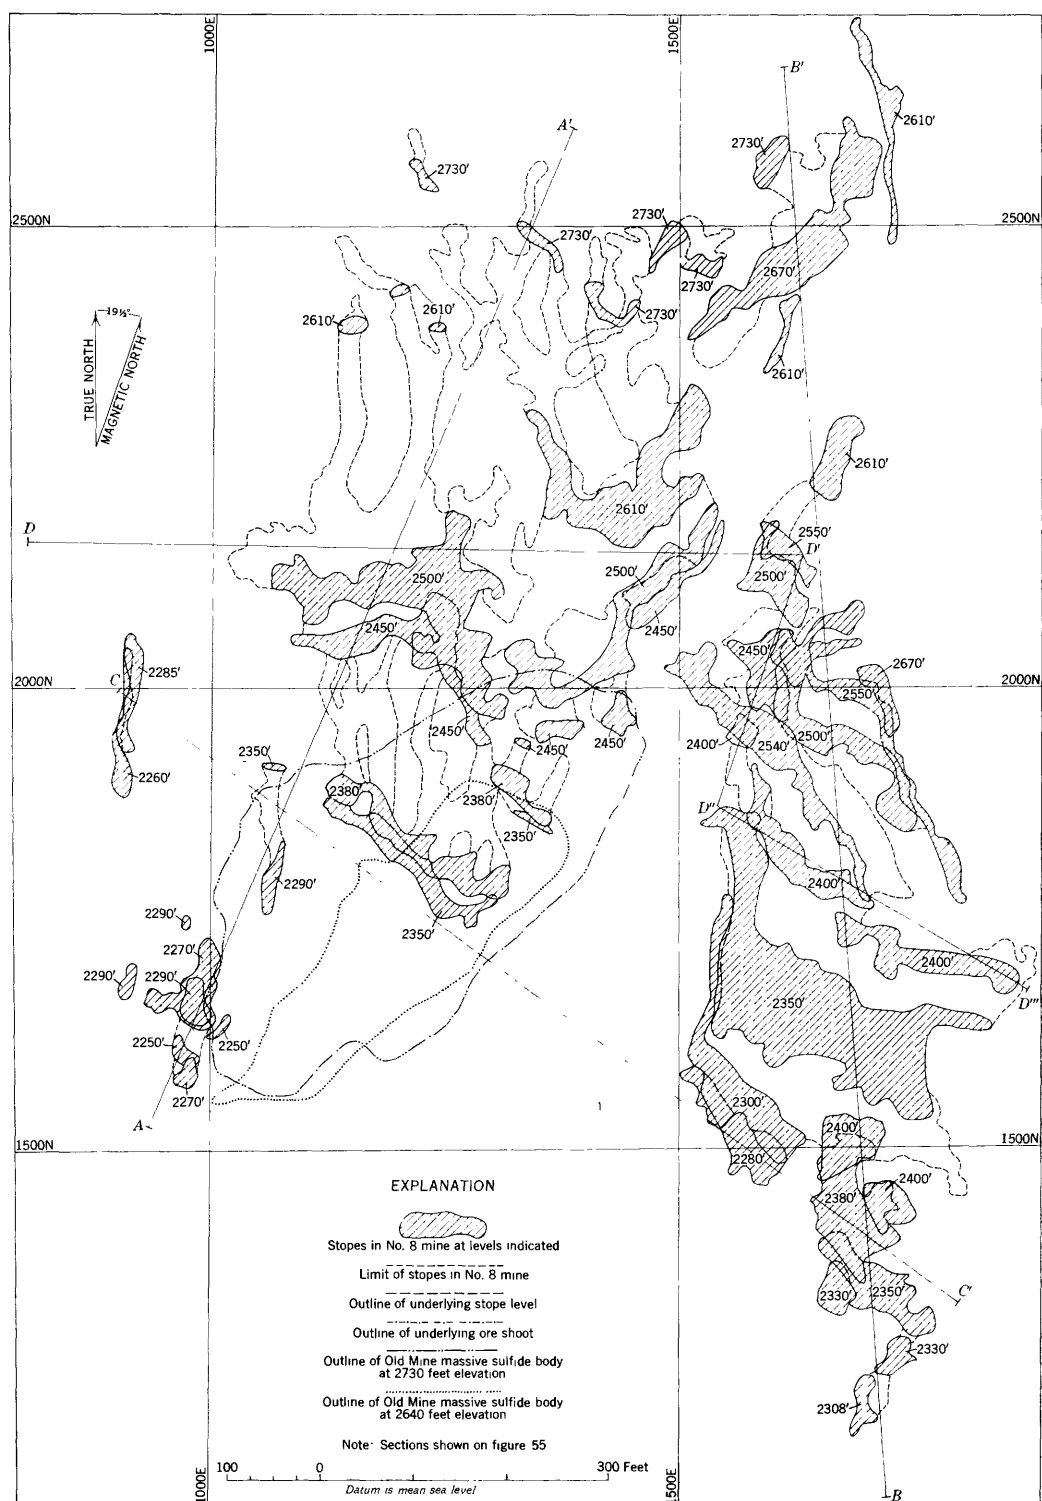 1000E
1500E
B'
2610'
2730'
A'
2730'
2730'
2500N
2500N
2730'
2730'
2670'
2610'
2610'
2730'
2610'
19½°
TRUE NORTH
MAGNETIC NORTH
2610'
2610'
D
2550'
D'
2500'
2500'
2500'
2450'
2450'
2450'
2285'
C
2670'
2000N
2000N
2550'
2450'
2450'
2450'
2400'
2540'
2500'
2350'
2260'
2380'
2380'
D"
2350'
2290'
2400'
2290'
2350'
2270'
2290'
2290'
2400'
2350'
D'''
2250'
2250'
2270'
2300'
A
2400'
1500N
1500N
2280'
EXPLANATION
2400'
2380'
Stopes in No. 8 mine at levels indicated
Limit of stopes in No. 8 mine
Outline of underlying stope level
2330'
2350'
C'
Outline of underlying ore shoot
2330'
Outline of Old Mine massive sulfide body
at 2730 feet elevation
Outline of Old Mine massive sulfide body
at 2640 feet elevation
2308'
Note· Sections shown on figure 55
100
0
300 Feet
Datum is mean sea level
1000E
1500E
B